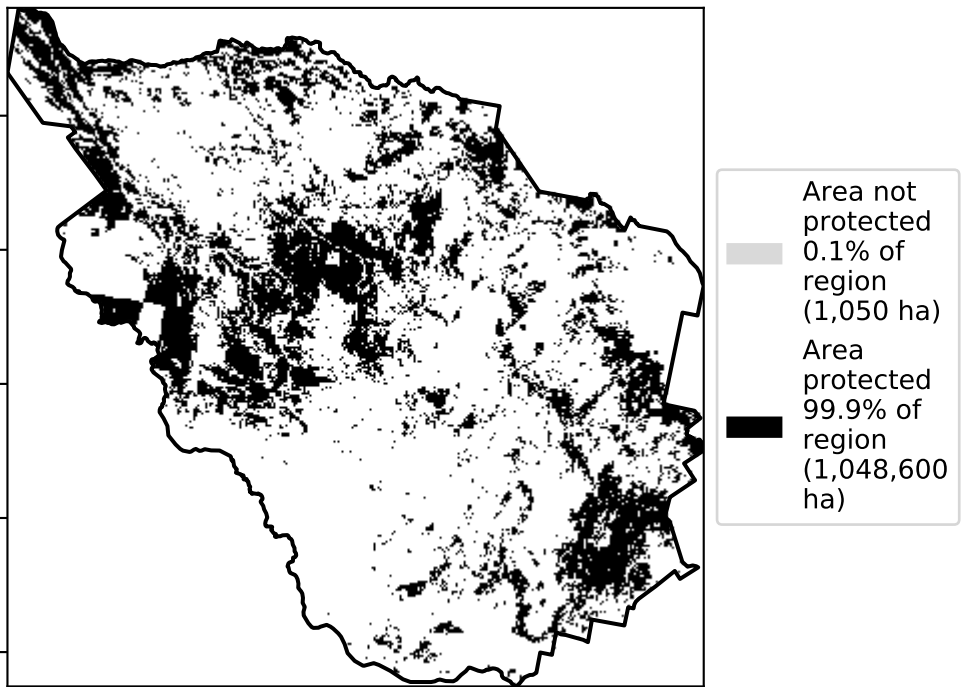 Area not
protected
0.1% of
region
(1,050 ha)
Area
protected
99.9% of
region
(1,048,600
ha)